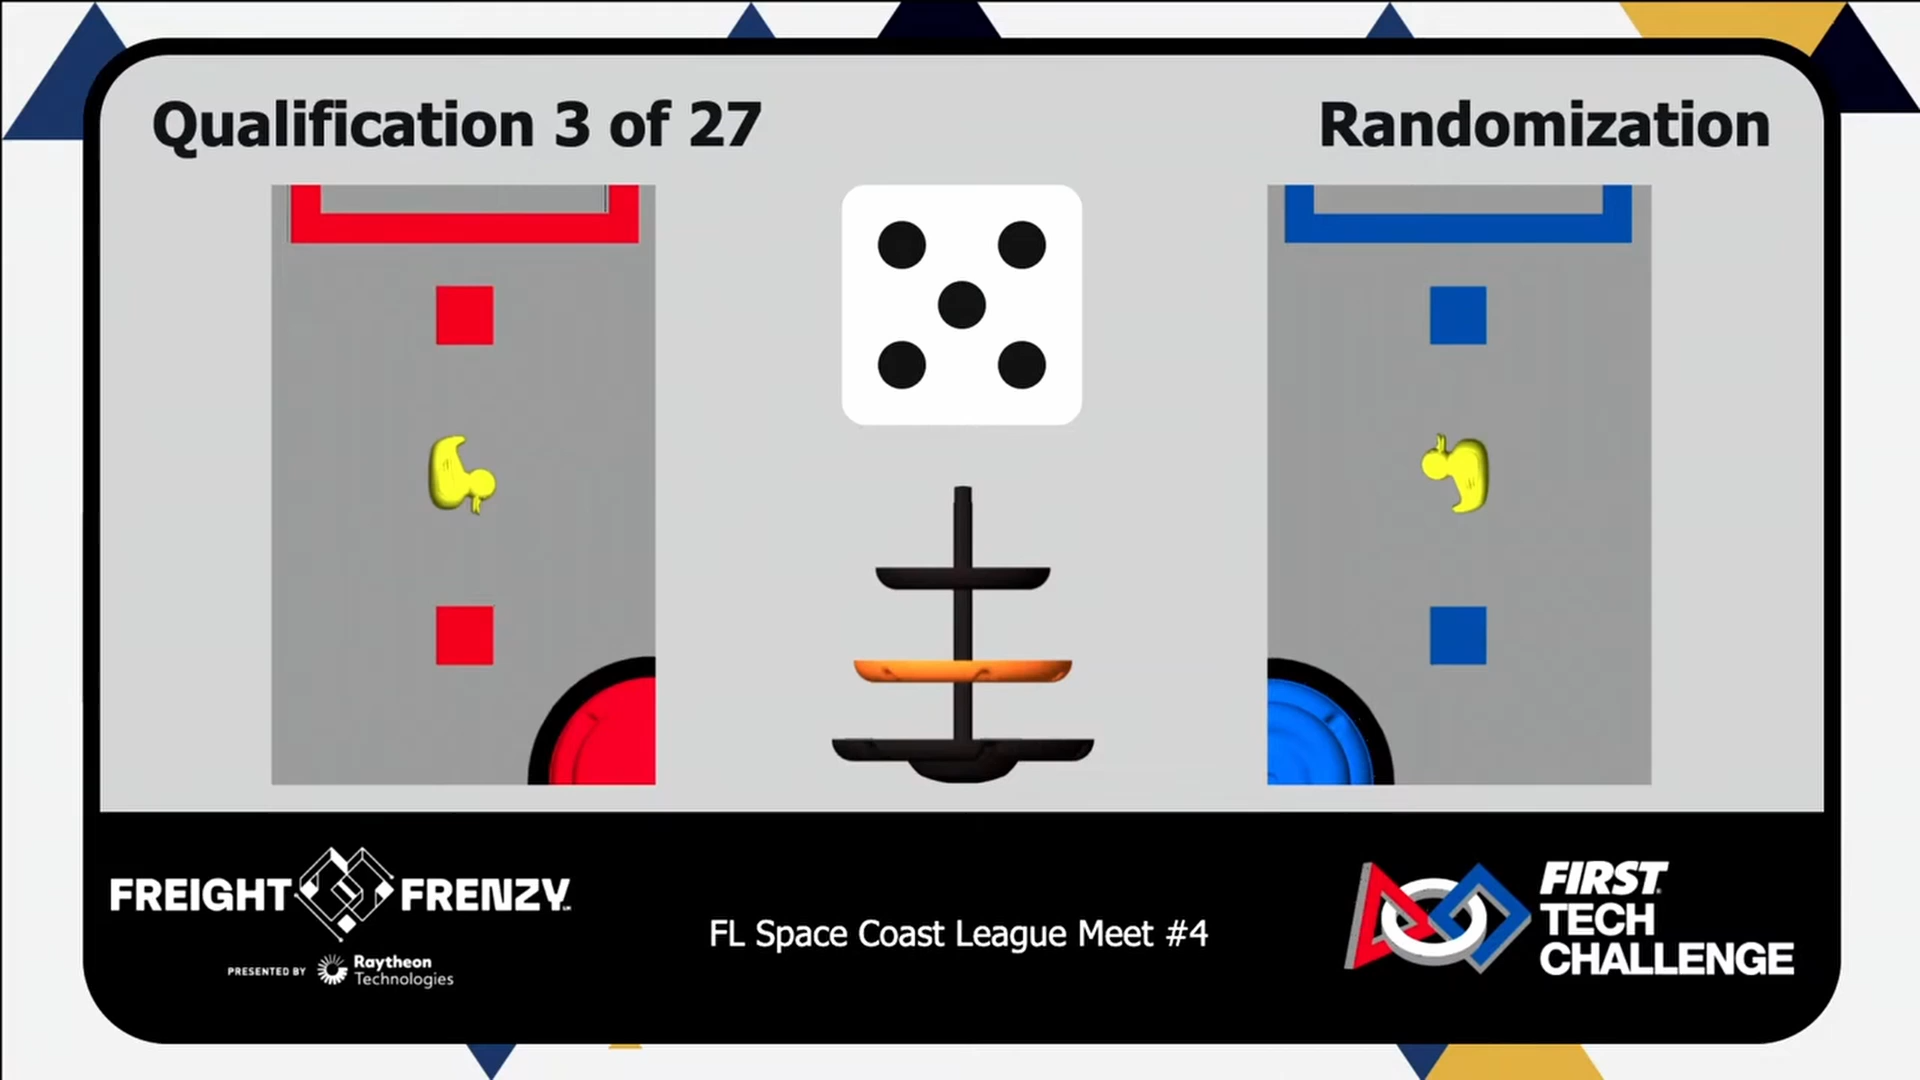 Qualification 3 of 27
Randomization
FREIGHT FRENZY
PRESENTED BY Raytheon Technologies
FL Space Coast League Meet #4
FIRST
TECH
CHALLENGE